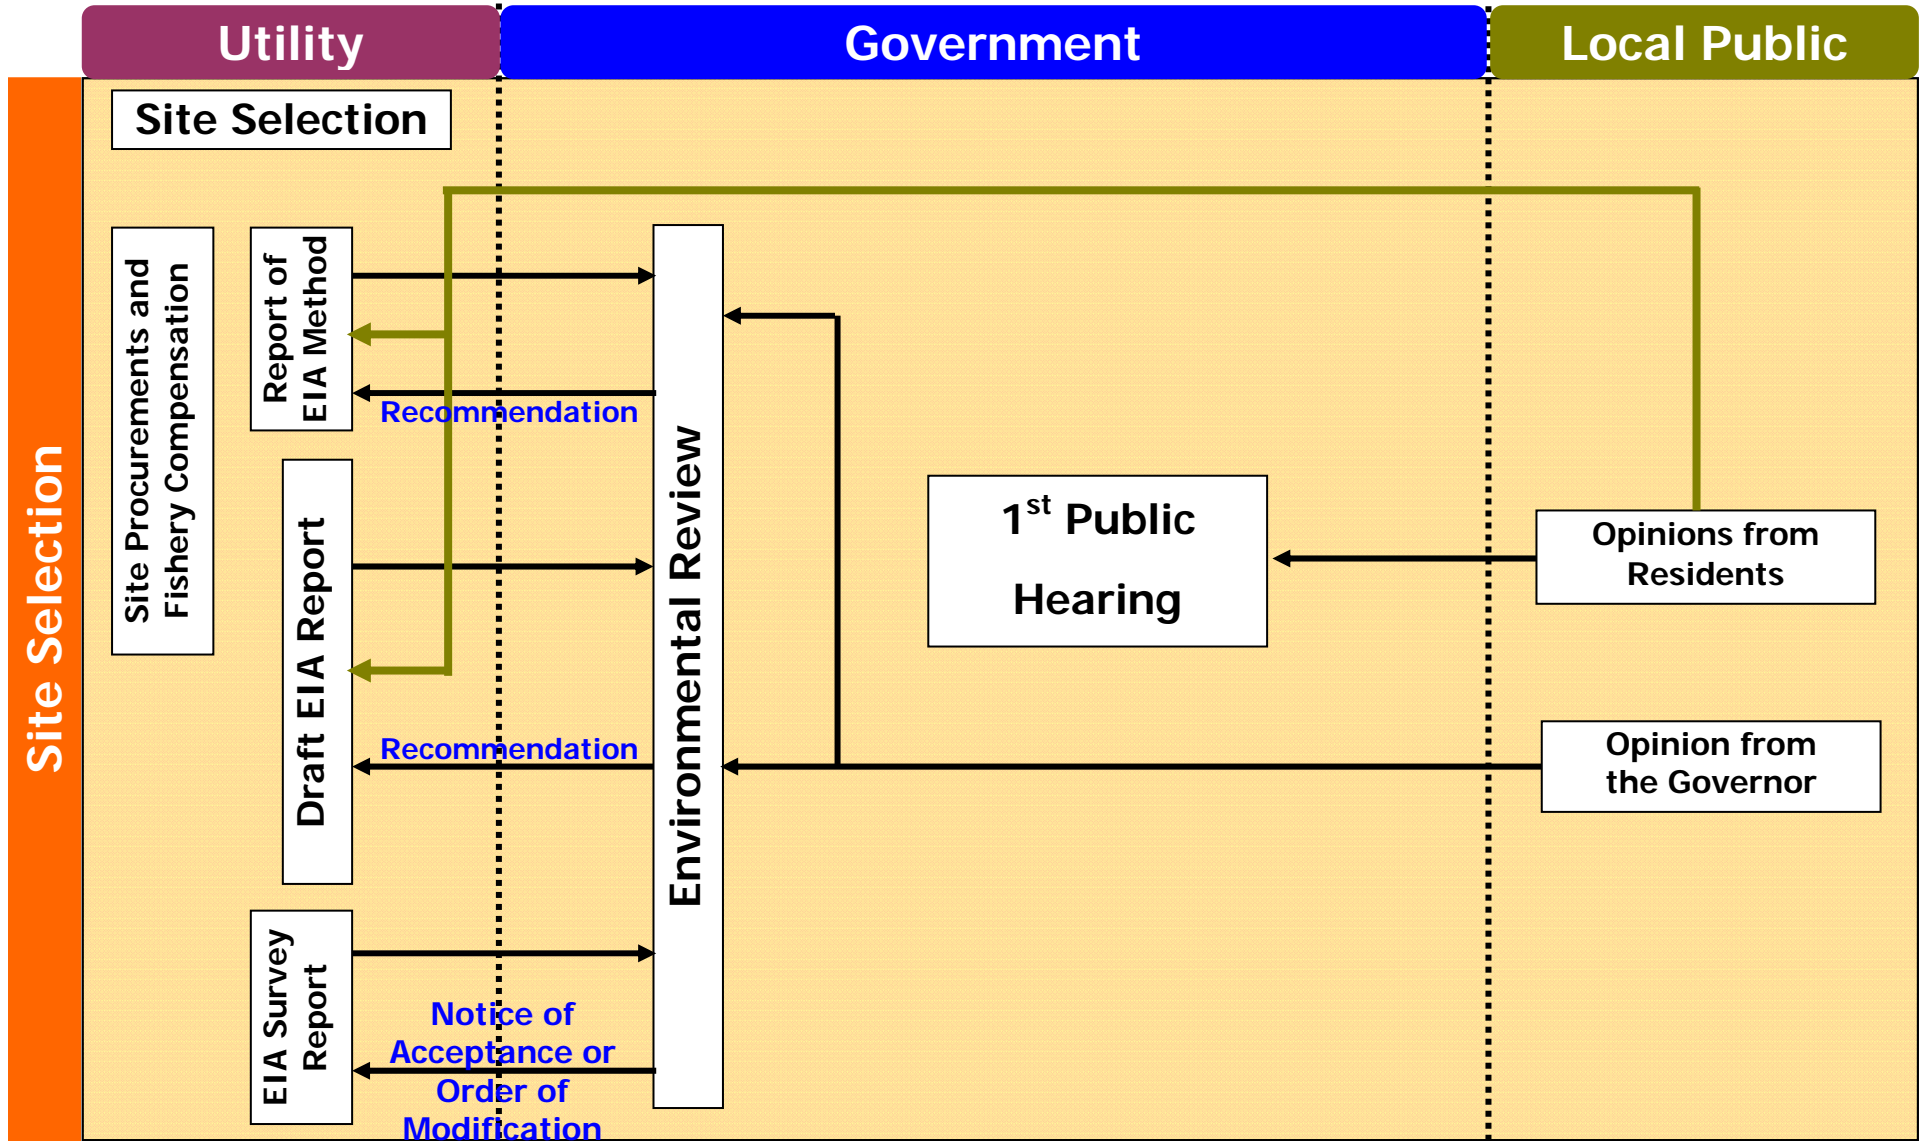 Utility
Government
Local Public
Site Selection
Site Selection
Site Procurements and
Fishery Compensation
Report of
EIA Method
Recommendation
Draft EIA Report
Recommendation
EIA Survey
Report
Notice of
Acceptance or
Order of
Modification
Environmental Review
1st Public
Hearing
Opinions from
Residents
Opinion from
the Governor